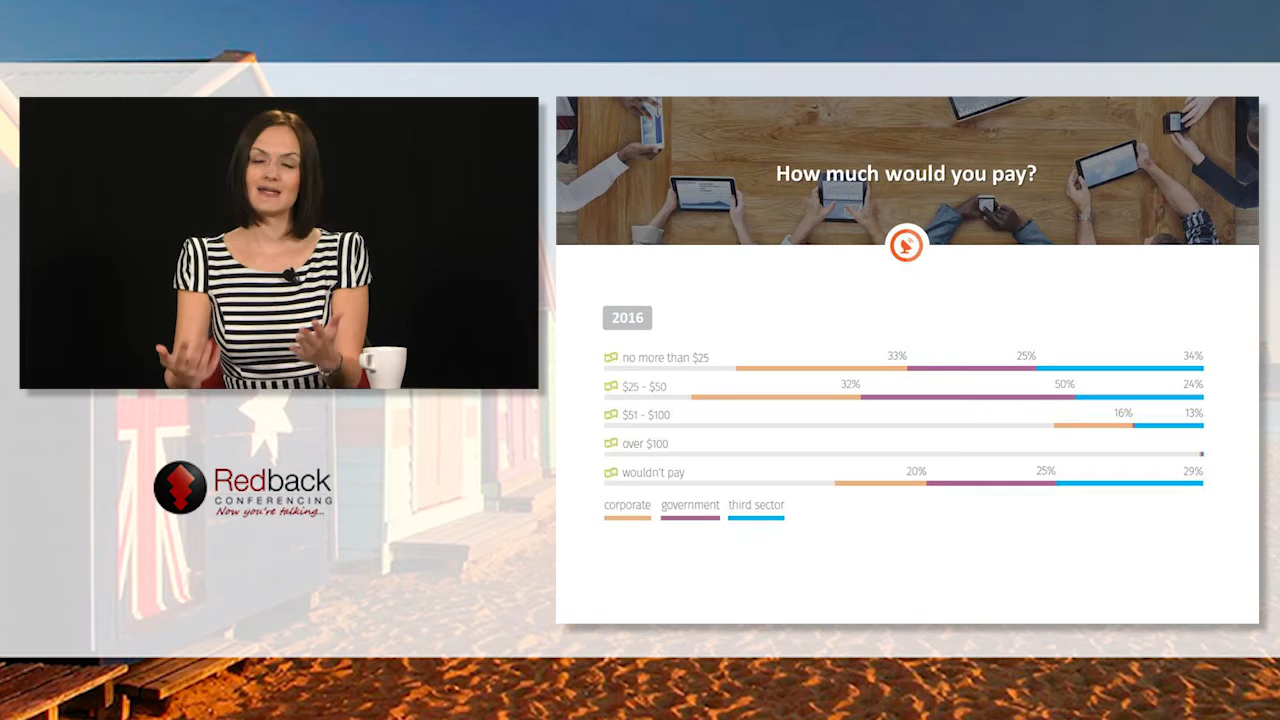 How much would you pay?
2016
no more than $25 33% 25% 34%
$25 - $50 32% 50% 24%
$51 - $100 16% 13%
over $100
wouldn't pay 20% 25% 29%
corporate government third sector
Redback
CONFERENCING
Now you're talking...